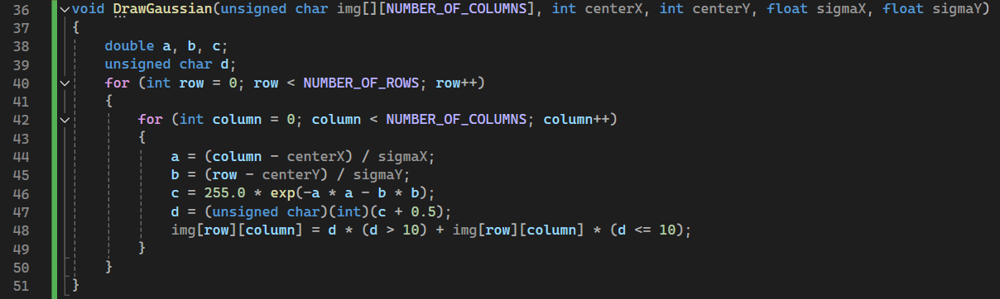 36 void DrawGaussian(unsigned char img[][NUMBER_OF_COLUMNS], int centerX, int centerY, float sigmaX, float sigmaY)
37 {
38     double a, b, c;
39     unsigned char d;
40     for (int row = 0; row < NUMBER_OF_ROWS; row++)
41     {
42         for (int column = 0; column < NUMBER_OF_COLUMNS; column++)
43         {
44             a = (column - centerX) / sigmaX;
45             b = (row - centerY) / sigmaY;
46             c = 255.0 * exp(-a * a - b * b);
47             d = (unsigned char)(int)(c + 0.5);
48             img[row][column] = d * (d > 10) + img[row][column] * (d <= 10);
49         }
50     }
51 }